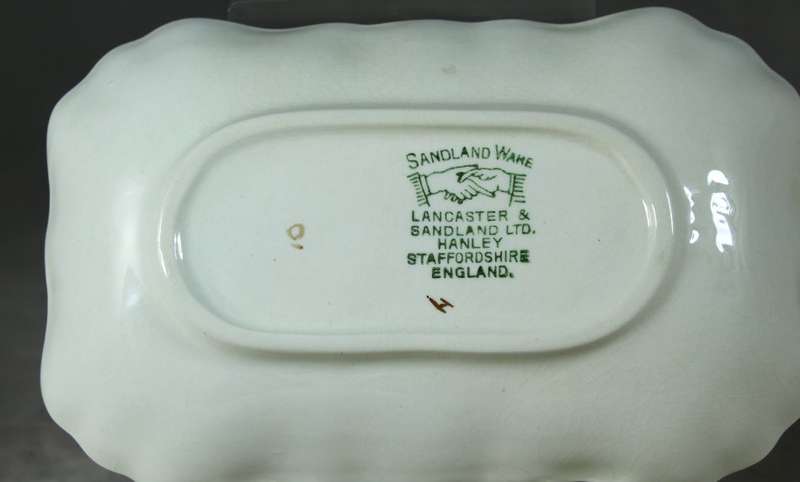 SANDLAND WARE
LANCASTER &
SANDLAND LTD.
HANLEY
STAFFORDSHIRE
ENGLAND.
H